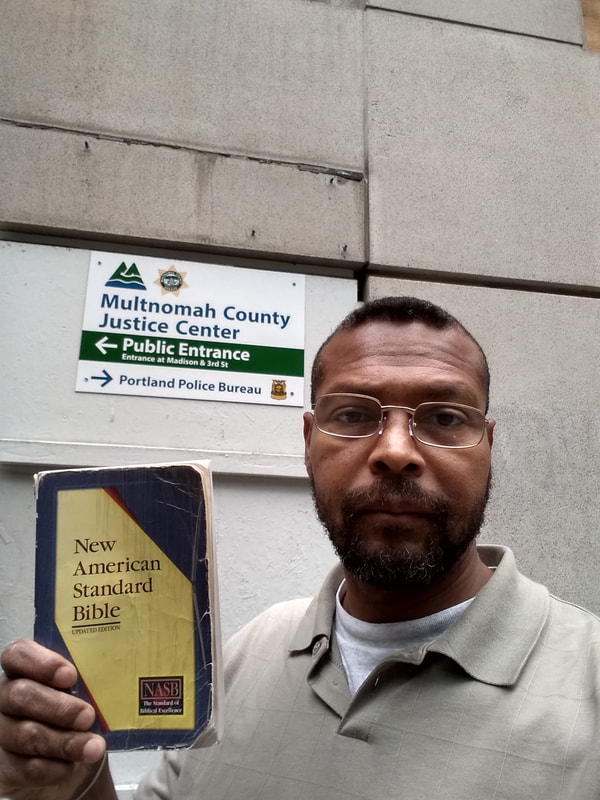 Multnomah County
Justice Center
Public Entrance
Entrance at Madison & 3rd St
Portland Police Bureau
New
American
Standard
Bible
UPDATED EDITION
NASB
The Standard of
Biblical Excellence